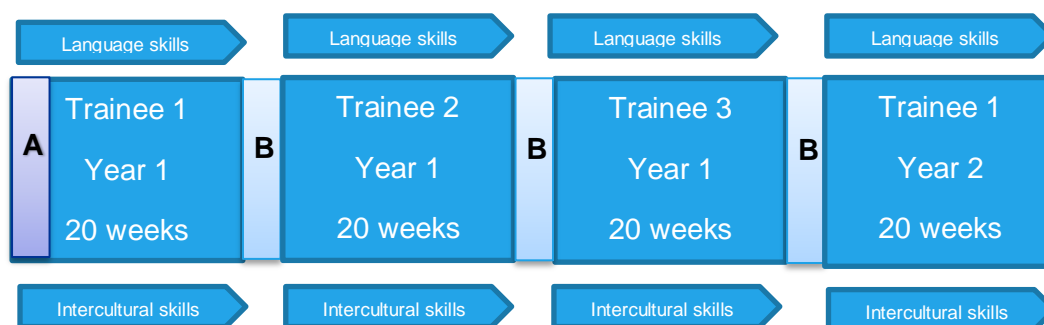 Language skills
Language skills
Language skills
Language skills
A
Trainee 1
Year 1
20 weeks
B
Trainee 2
Year 1
20 weeks
B
Trainee 3
Year 1
20 weeks
B
Trainee 1
Year 2
20 weeks
Intercultural skills
Intercultural skills
Intercultural skills
Intercultural skills